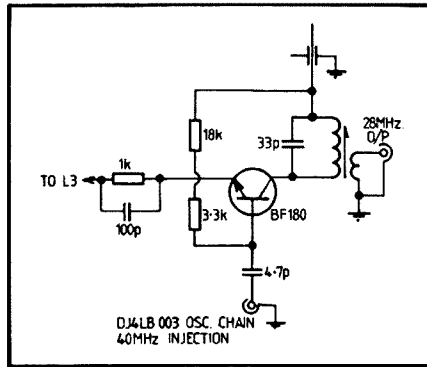 28MHz.
O/P
18k
33p
1k
TO L3
BF180
100p
3·3k
4·7p
DJ4LB 003 OSC. CHAIN
40MHz INJECTION